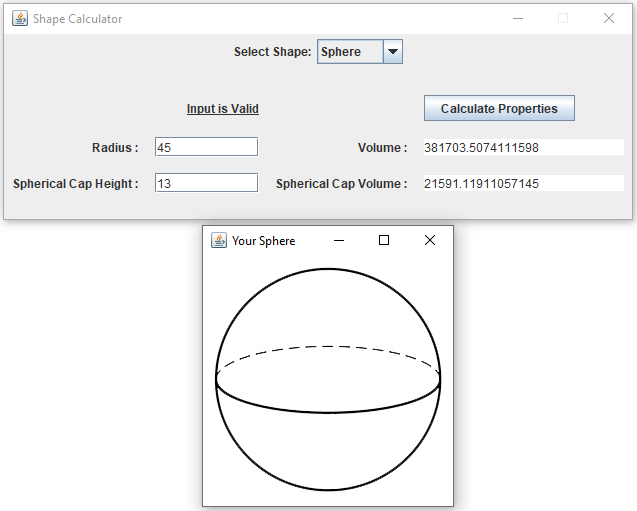 Shape Calculator
Select Shape: Sphere
Input is Valid
Calculate Properties
Radius : 45 Volume : 381703.5074111598
Spherical Cap Height : 13 Spherical Cap Volume : 21591.11911057145
Your Sphere